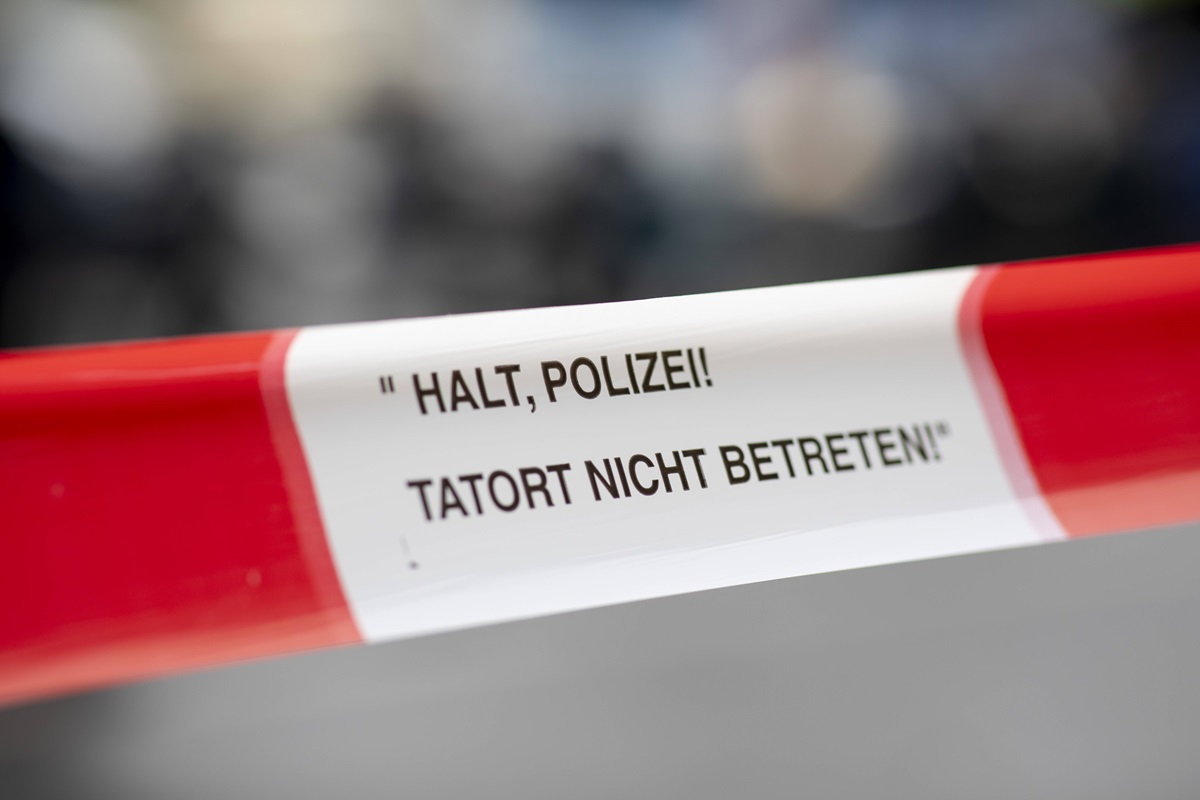 " HALT, POLIZEI!
TATORT NICHT BETRETEN!"